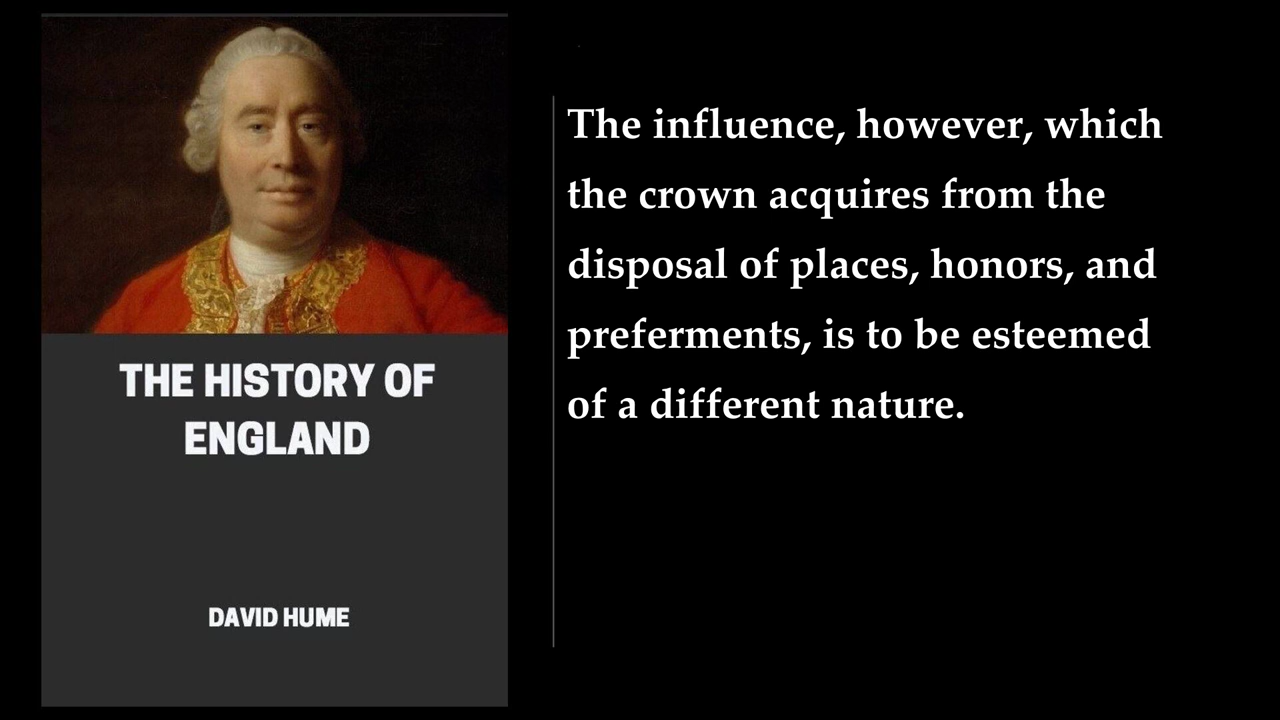 THE HISTORY OF
ENGLAND
DAVID HUME
The influence, however, which
the crown acquires from the
disposal of places, honors, and
preferments, is to be esteemed
of a different nature.